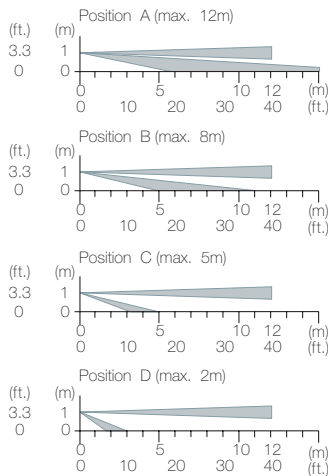 Position A (max. 12m)
(ft.) (m)
3.3 1
0 0
0 5 10 12 (m)
0 10 20 30 40 (ft.)
Position B (max. 8m)
(ft.) (m)
3.3 1
0 0
0 5 10 12 (m)
0 10 20 30 40 (ft.)
Position C (max. 5m)
(ft.) (m)
3.3 1
0 0
0 5 10 12 (m)
0 10 20 30 40 (ft.)
Position D (max. 2m)
(ft.) (m)
3.3 1
0 0
0 5 10 12 (m)
0 10 20 30 40 (ft.)